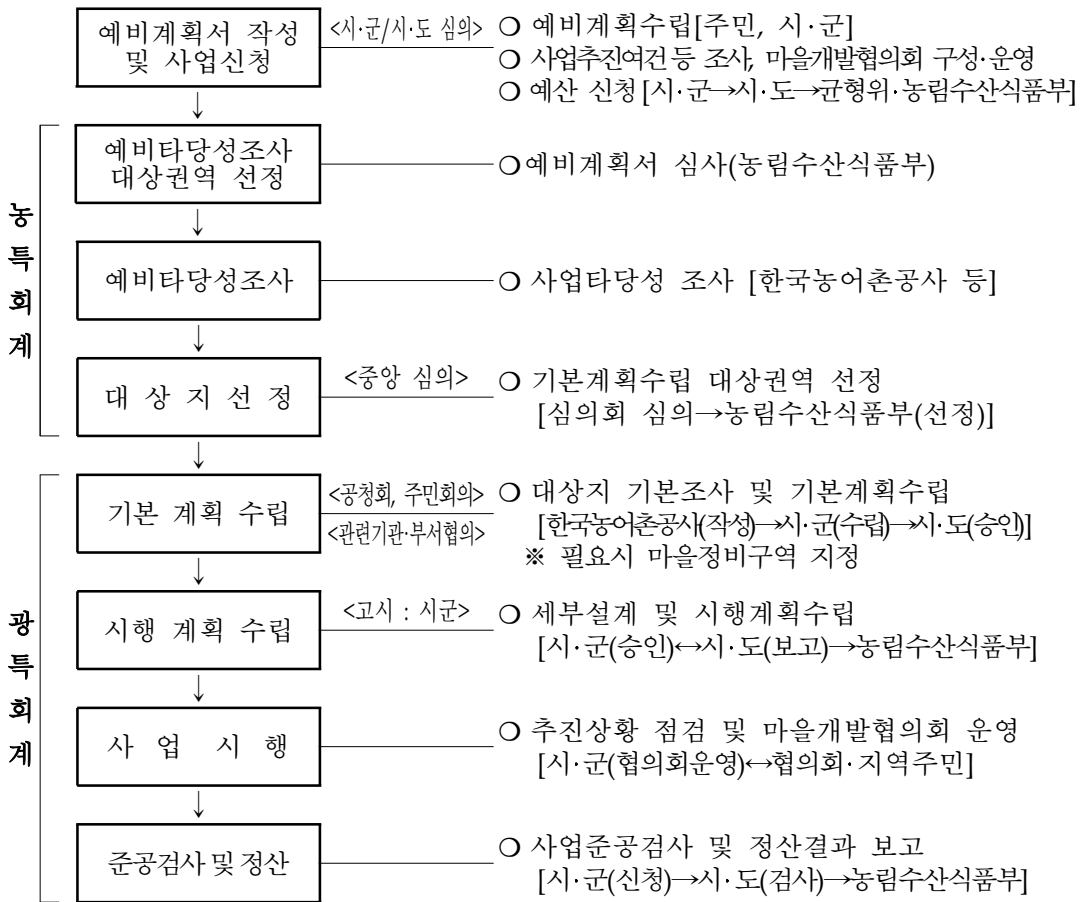 예비계획서 작성
및 사업신청
<시·군/시·도 심의>
❍ 예비계획수립[주민, 시·군]
❍ 사업추진여건 등 조사, 마을개발협의회 구성·운영
❍ 예산 신청 [시·군→시·도→균형위·농림수산식품부]
농특회계
예비타당성조사
대상권역 선정
❍ 예비계획서 심사(농림수산식품부)
예비타당성조사
❍ 사업타당성 조사 [한국농어촌공사 등]
대 상 지 선 정
<중앙 심의>
❍ 기본계획수립 대상권역 선정
[심의회 심의→농림수산식품부(선정)]
광특회계
기본 계획 수립
<공청회, 주민회의>
<관련기관·부서협의>
❍ 대상지 기본조사 및 기본계획수립
[한국농어촌공사(작성)→시·군(수립)→시·도(승인)]
※ 필요시 마을정비구역 지정
시행 계획 수립
<고시 : 시군>
❍ 세부설계 및 시행계획수립
[시·군(승인)↔시·도(보고)→농림수산식품부]
사 업 시 행
❍ 추진상황 점검 및 마을개발협의회 운영
[시·군(협의회운영)↔협의회·지역주민]
준공검사 및 정산
❍ 사업준공검사 및 정산결과 보고
[시·군(신청)→시·도(검사)→농림수산식품부]